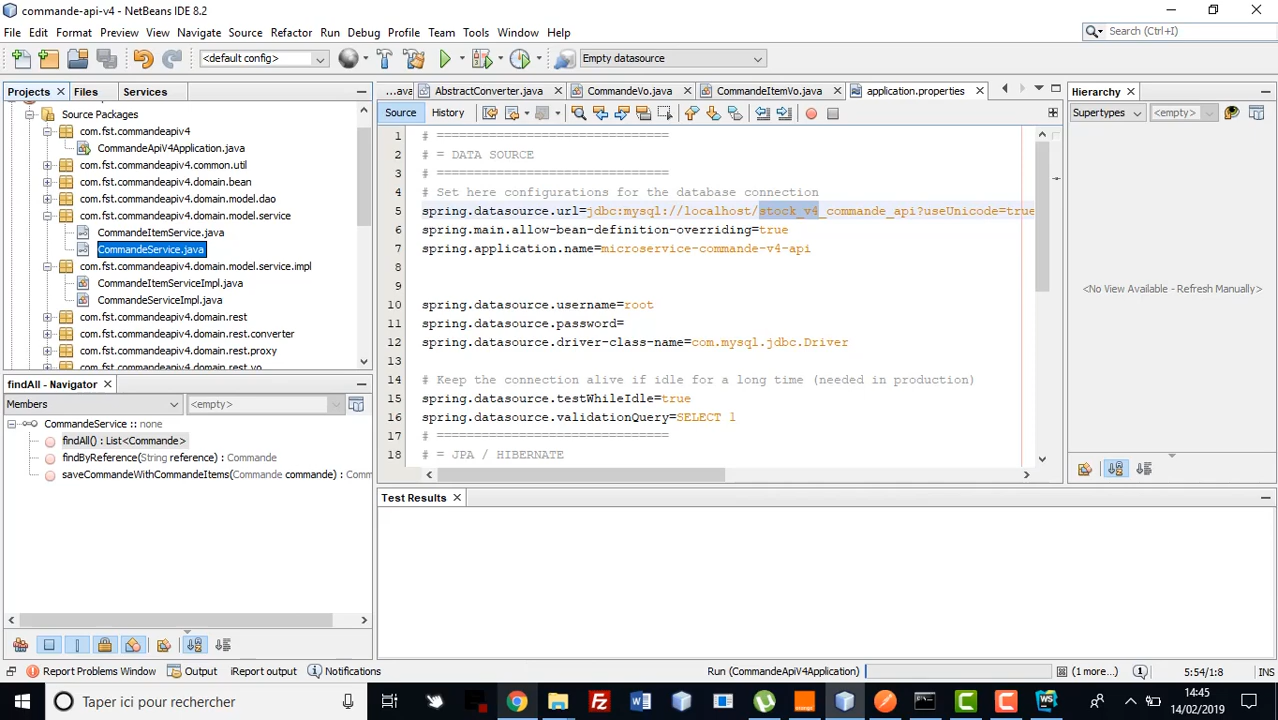 commande-api-v4 - NetBeans IDE 8.2
File Edit Format Preview View Navigate Source Refactor Run Debug Profile Team Tools Window Help
Search (Ctrl+I)
<default config>
Empty datasource
Projects Files Services
Source Packages
com.fst.commandeapiv4
CommandeApiV4Application.java
com.fst.commandeapiv4.common.util
com.fst.commandeapiv4.domain.bean
com.fst.commandeapiv4.domain.model.dao
com.fst.commandeapiv4.domain.model.service
CommandeItemService.java
CommandeService.java
com.fst.commandeapiv4.domain.model.service.impl
CommandeItemServiceImpl.java
CommandeServiceImpl.java
com.fst.commandeapiv4.domain.rest
com.fst.commandeapiv4.domain.rest.converter
com.fst.commandeapiv4.domain.rest.proxy
com.fst.commandeapiv4.domain.rest.vo
findAll - Navigator
Members
<empty>
CommandeService :: none
findAll() : List<Commande>
findByReference(String reference) : Commande
saveCommandeWithCommandeItems(Commande commande) : Comm
...ava AbstractConverter.java CommandeVo.java CommandeItemVo.java application.properties
Source History
1 # ===============================
2 # = DATA SOURCE
3 # ===============================
4 # Set here configurations for the database connection
5 spring.datasource.url=jdbc:mysql://localhost/stock_v4_commande_api?useUnicode=true
6 spring.main.allow-bean-definition-overriding=true
7 spring.application.name=microservice-commande-v4-api
8
9
10 spring.datasource.username=root
11 spring.datasource.password=
12 spring.datasource.driver-class-name=com.mysql.jdbc.Driver
13
14 # Keep the connection alive if idle for a long time (needed in production)
15 spring.datasource.testWhileIdle=true
16 spring.datasource.validationQuery=SELECT 1
17 # ===============================
18 # = JPA / HIBERNATE
Test Results
Hierarchy
Supertypes
<empty>
<No View Available - Refresh Manually>
Report Problems Window Output iReport output Notifications
Run (CommandeApiV4Application)
(1 more...)
5:54/1:8
INS
Taper ici pour rechercher
14:45
14/02/2019